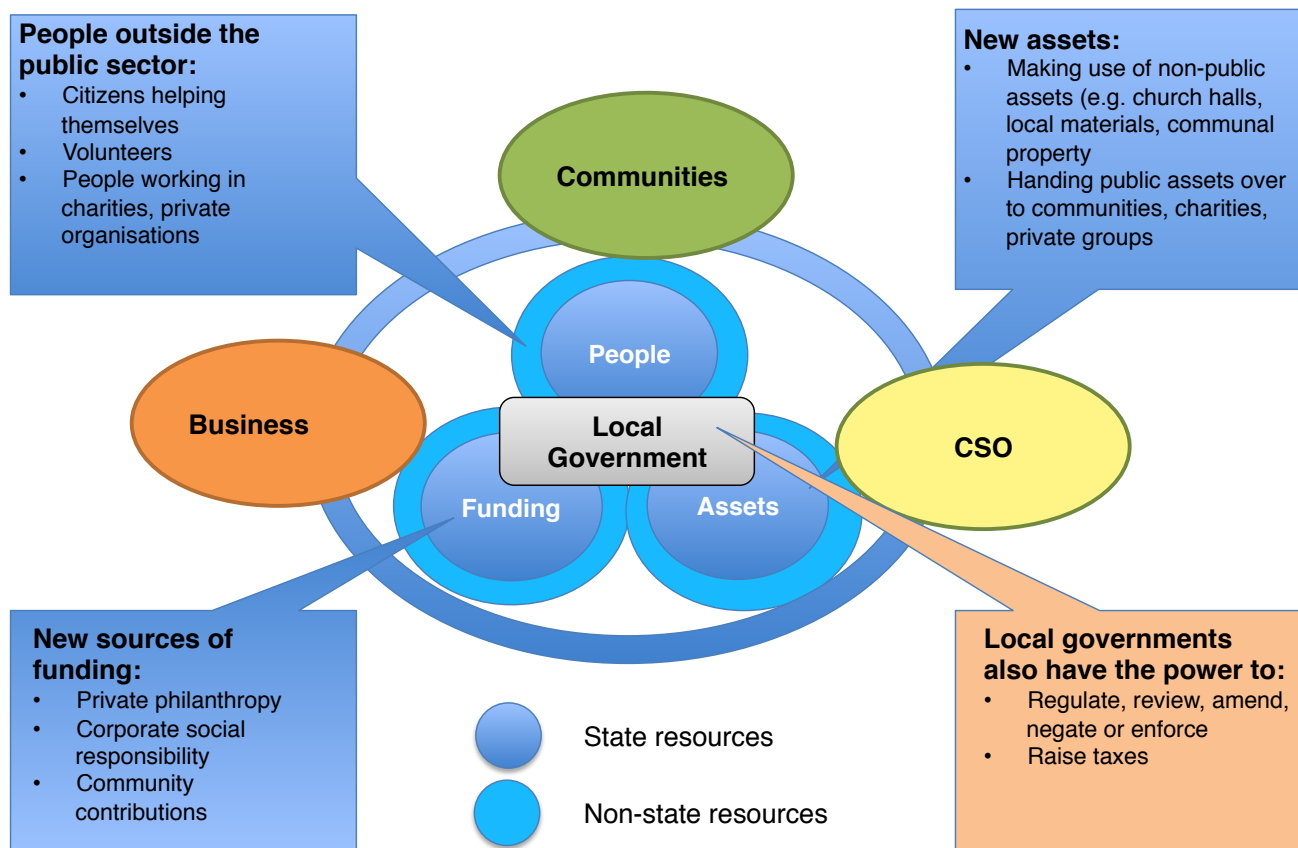 People outside the
public sector:
• Citizens helping
themselves
• Volunteers
• People working in
charities, private
organisations
New assets:
• Making use of non-public
assets (e.g. church halls,
local materials, communal
property
• Handing public assets over
to communities, charities,
private groups
Communities
People
Business
Local
Government
CSO
Funding
Assets
New sources of
funding:
• Private philanthropy
• Corporate social
responsibility
• Community
contributions
State resources
Non-state resources
Local governments
also have the power to:
• Regulate, review, amend,
negate or enforce
• Raise taxes